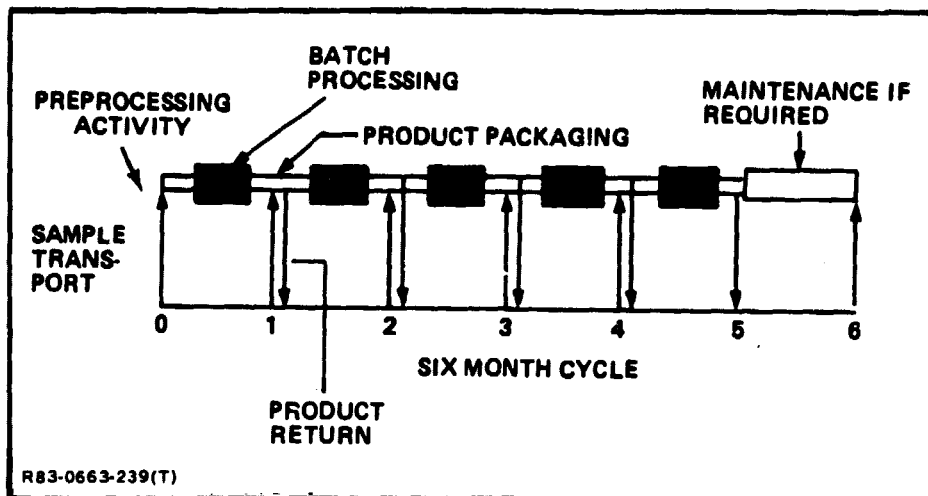 BATCH
PROCESSING
PREPROCESSING
ACTIVITY
PRODUCT PACKAGING
MAINTENANCE IF
REQUIRED
SAMPLE
TRANS-
PORT
0 1 2 3 4 5 6
SIX MONTH CYCLE
PRODUCT
RETURN
R83-0663-239(T)